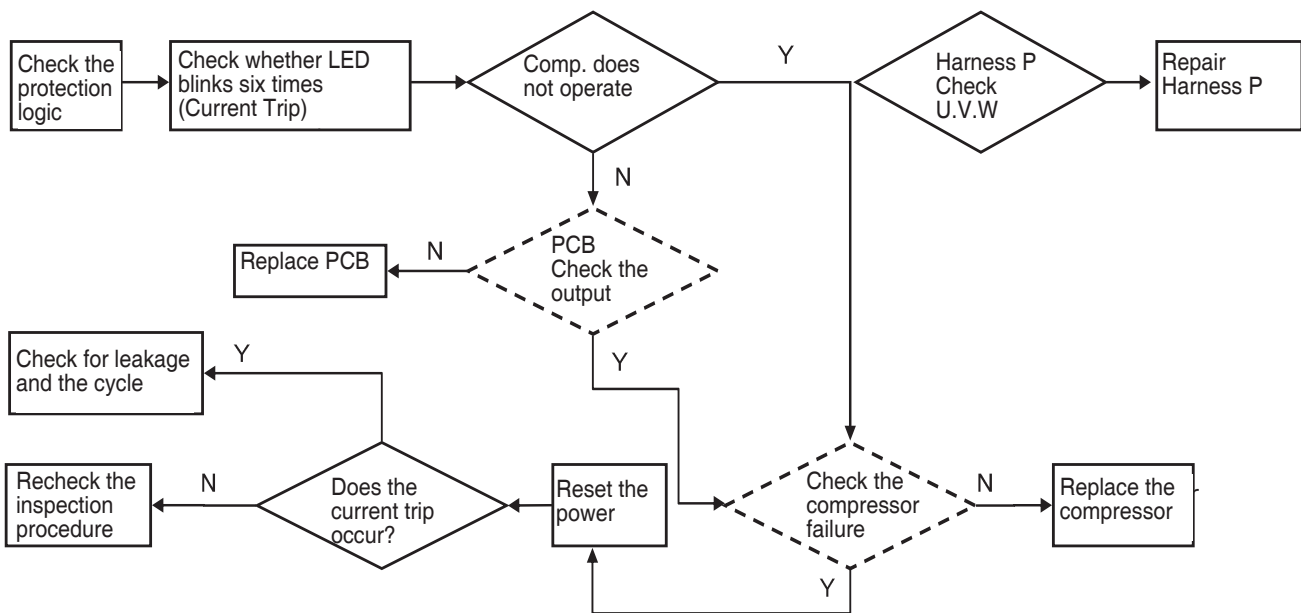 Check the
protection
logic
Check whether LED
blinks six times
(Current Trip)
Comp. does
not operate
Y
Harness P
Check
U.V.W
Repair
Harness P
N
PCB
Check the
output
N
Replace PCB
Y
Check for leakage
and the cycle
Y
Recheck the
inspection
procedure
N
Does the
current trip
occur?
Reset the
power
Check the
compressor
failure
N
Replace the
compressor
Y